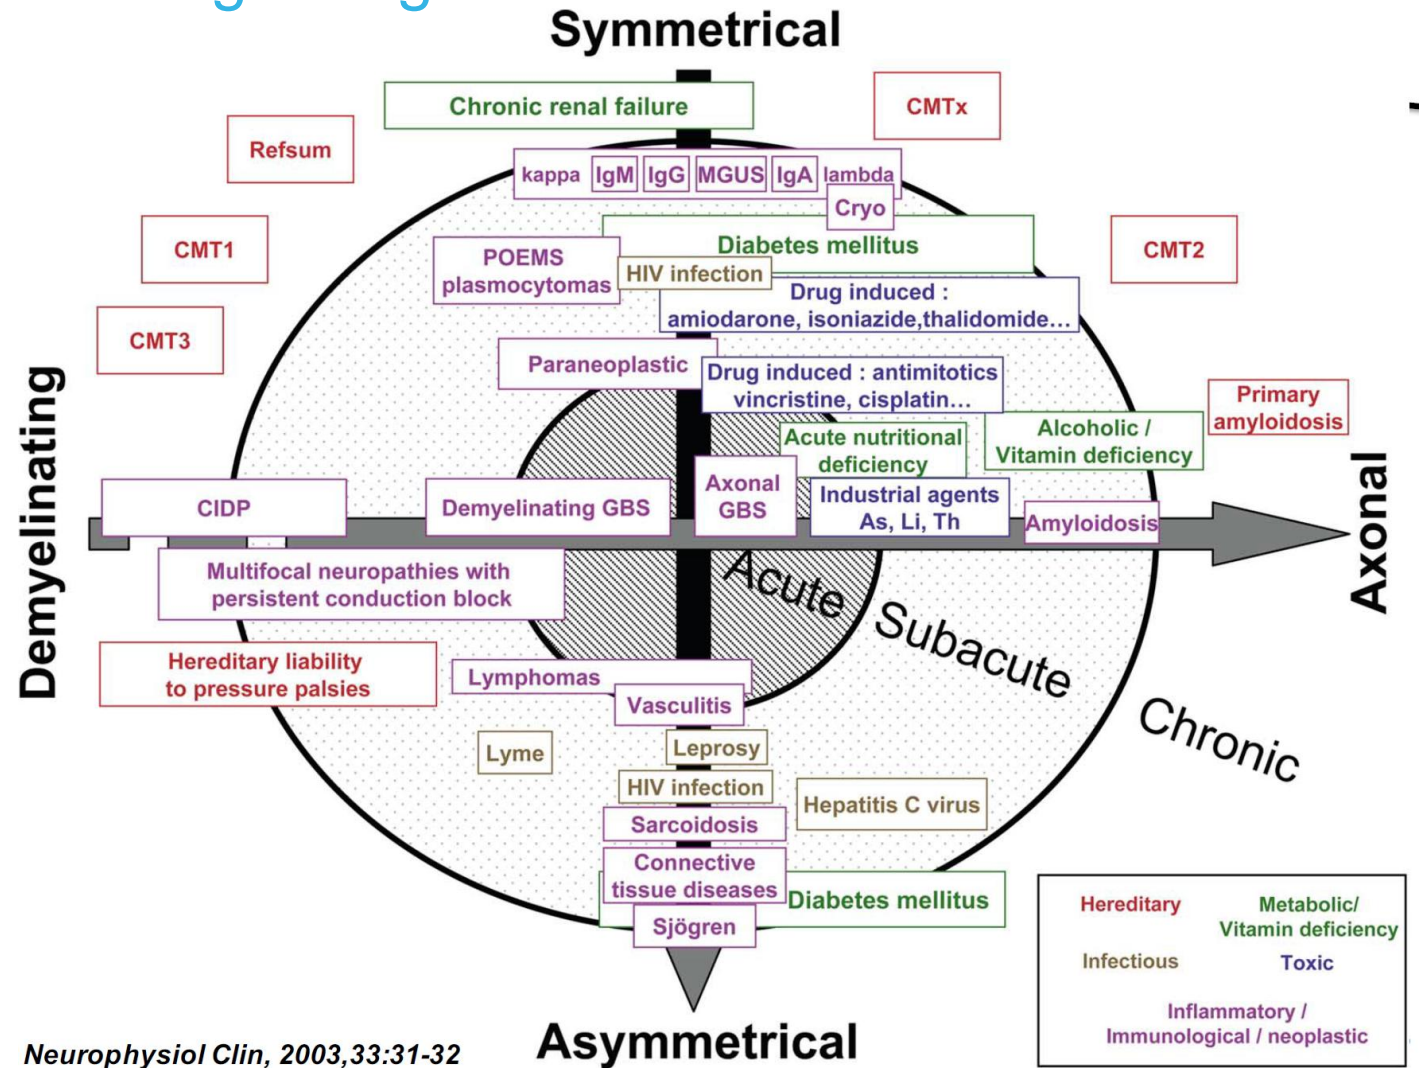 Symmetrical
Chronic renal failure
CMTx
Refsum
kappa IgM IgG MGUS IgA lambda
Cryo
CMT1
Diabetes mellitus
CMT2
POEMS
plasmocytomas
HIV infection
Drug induced :
amiodarone, isoniazide,thalidomide…
CMT3
Paraneoplastic
Drug induced : antimitotics
vincristine, cisplatin…
Primary
amyloidosis
Acute nutritional
deficiency
Alcoholic /
Vitamin deficiency
Demyelinating
CIDP
Demyelinating GBS
Axonal
GBS
Industrial agents
As, Li, Th
Amyloidosis
Axonal
Multifocal neuropathies with
persistent conduction block
Acute
Subacute
Chronic
Hereditary liability
to pressure palsies
Lymphomas
Vasculitis
Lyme
Leprosy
HIV infection
Hepatitis C virus
Sarcoidosis
Connective
tissue diseases
Diabetes mellitus
Sjögren
Asymmetrical
Hereditary
Metabolic/
Vitamin deficiency
Infectious
Toxic
Inflammatory /
Immunological / neoplastic
Neurophysiol Clin, 2003,33:31-32